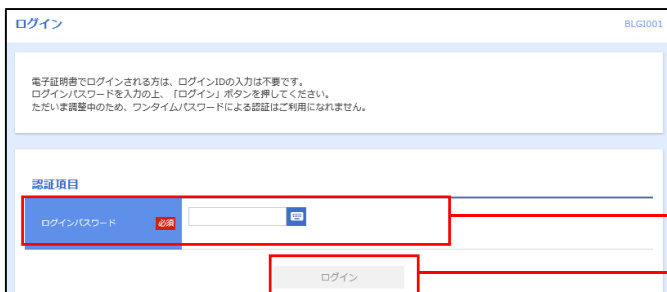 ログイン
BLGI001
電子証明書でログインされる方は、ログインIDの入力は不要です。
ログインパスワードを入力の上、「ログイン」ボタンを押してください。
ただいま調整中のため、ワンタイムパスワードによる認証はご利用になれません。
認証項目
ログインパスワード 必須
ログイン